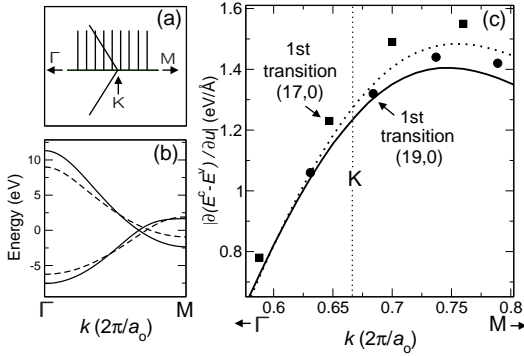 (a)
Γ
M
K
(b)
Energy (eV)
10
5
0
-5
Γ
M
k (2π/a₀)
(c)
|∂(Eᶜ-Eᵛ)/∂u| (eV/Å)
1.6
1.4
1.2
1
0.8
1st
transition
(17,0)
1st
transition
(19,0)
K
0.6
0.65
0.7
0.75
0.8
Γ
M
k (2π/a₀)